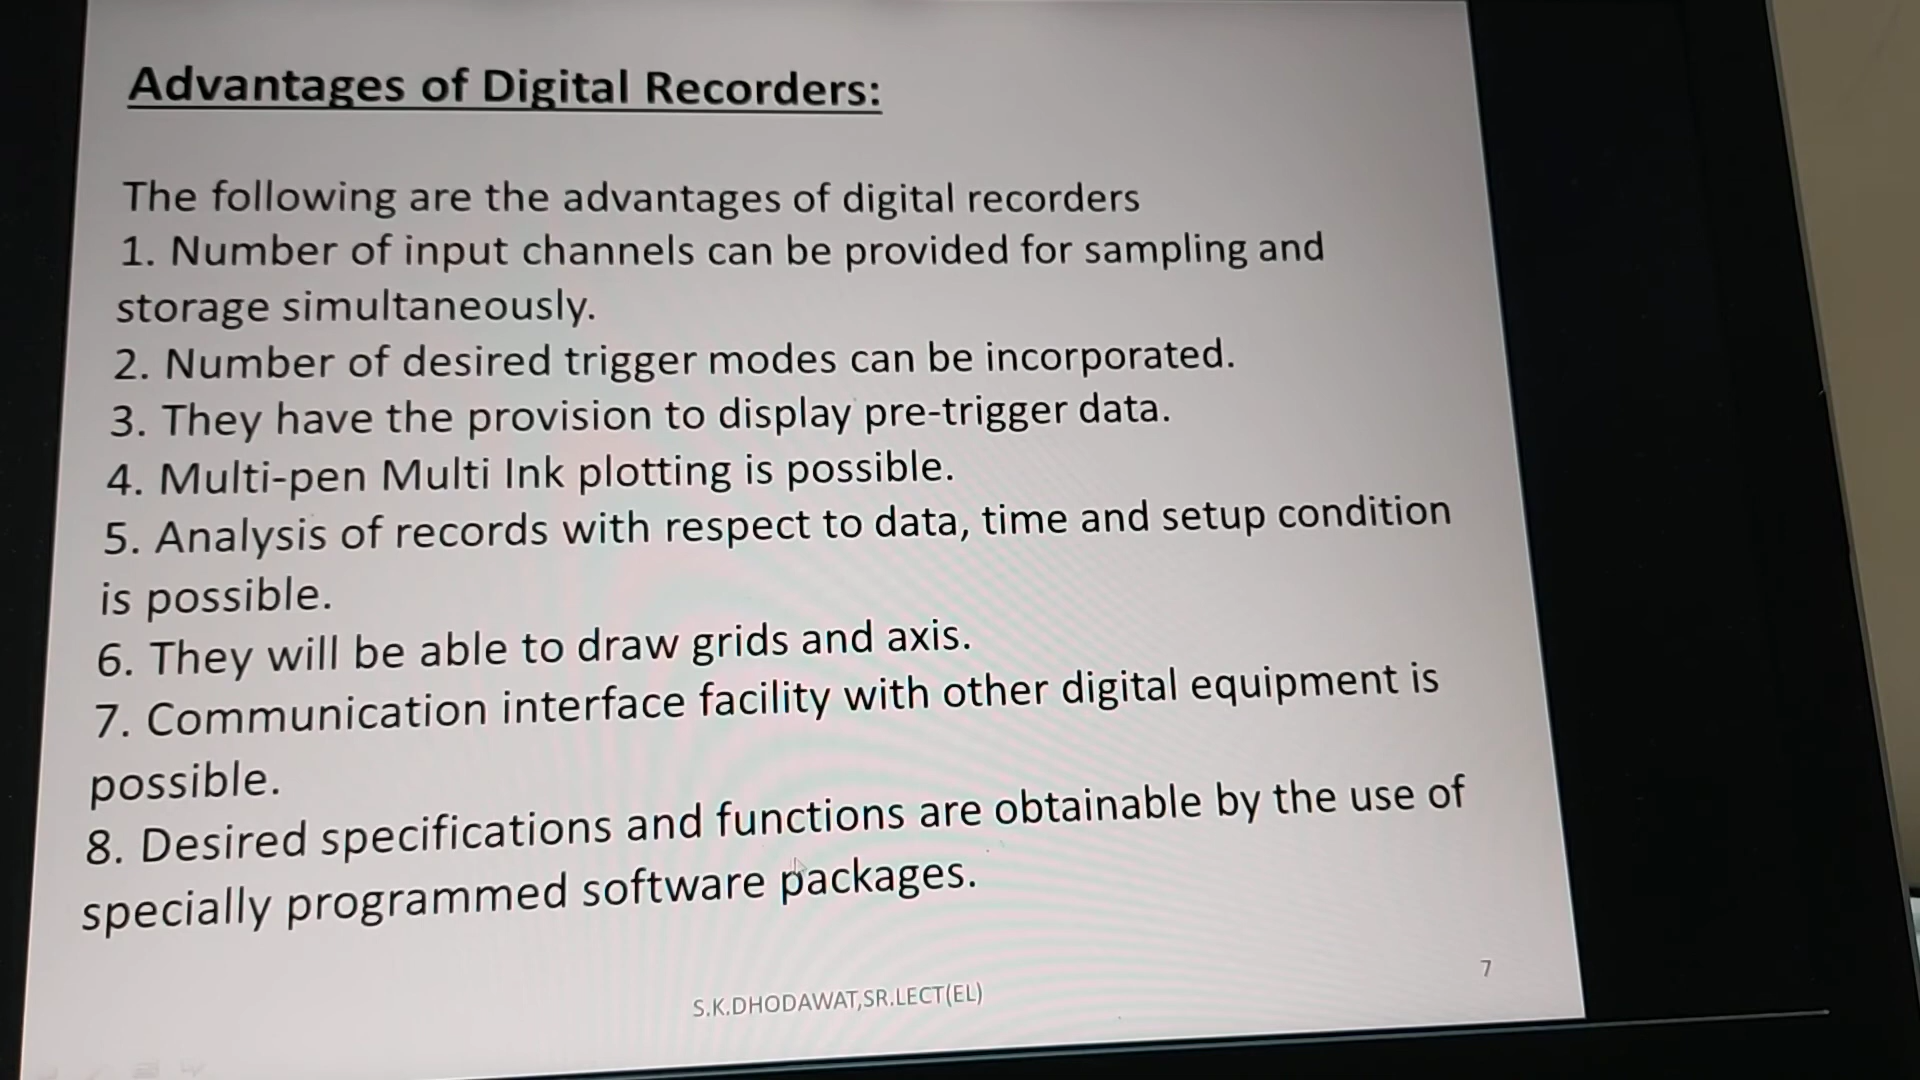 Advantages of Digital Recorders:
The following are the advantages of digital recorders
1. Number of input channels can be provided for sampling and
storage simultaneously.
2. Number of desired trigger modes can be incorporated.
3. They have the provision to display pre-trigger data.
4. Multi-pen Multi Ink plotting is possible.
5. Analysis of records with respect to data, time and setup condition
is possible.
6. They will be able to draw grids and axis.
7. Communication interface facility with other digital equipment is
possible.
8. Desired specifications and functions are obtainable by the use of
specially programmed software packages.
7
S.K.DHODAWAT,SR.LECT(EL)